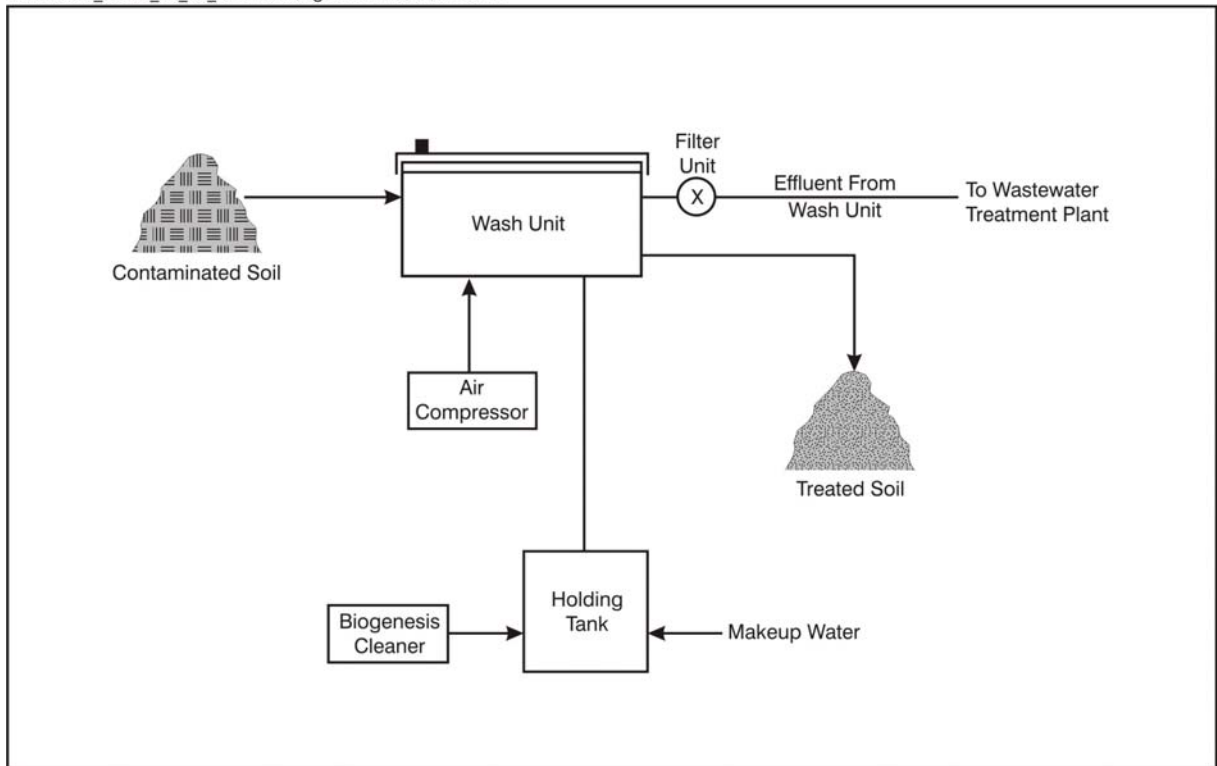 Filter
Unit
X
Effluent From
Wash Unit
To Wastewater
Treatment Plant
Wash Unit
Contaminated Soil
Air
Compressor
Treated Soil
Biogenesis
Cleaner
Holding
Tank
Makeup Water